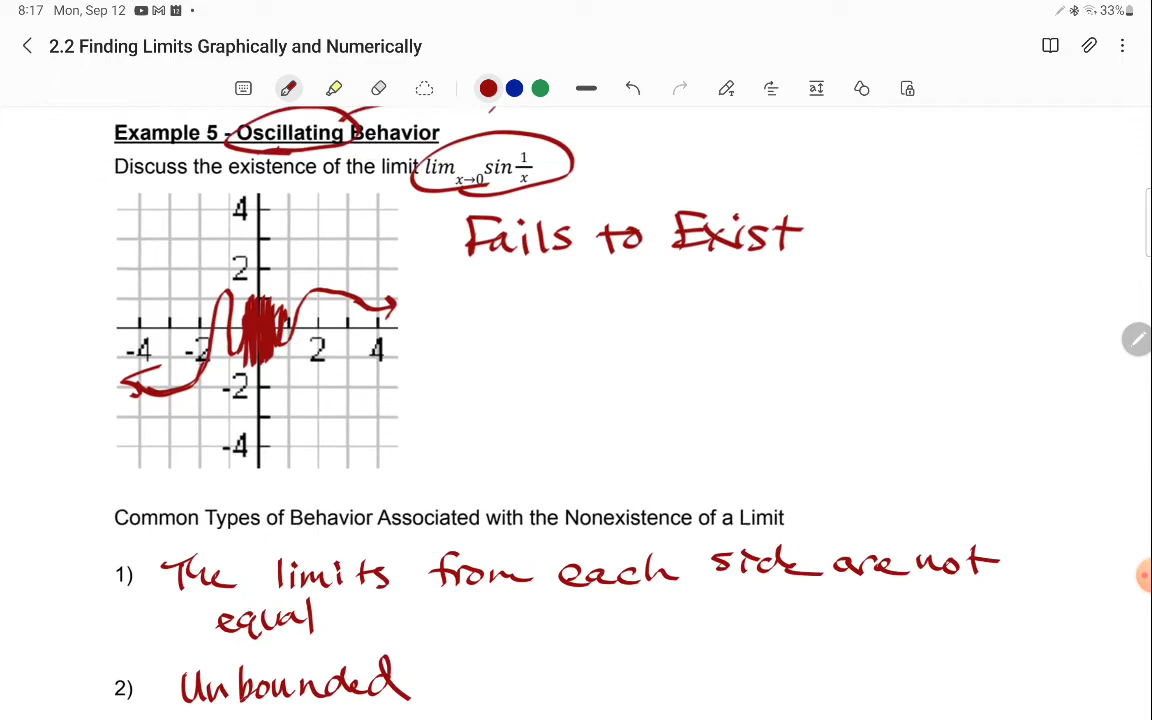 8:17 Mon, Sep 12 33%
2.2 Finding Limits Graphically and Numerically
Example 5 - Oscillating Behavior
Discuss the existence of the limit lim x→0 sin 1/x
Fails to Exist
4
2
-4 -2 2 4
-2
-4
Common Types of Behavior Associated with the Nonexistence of a Limit
1) The limits from each side are not
equal
2) Unbounded